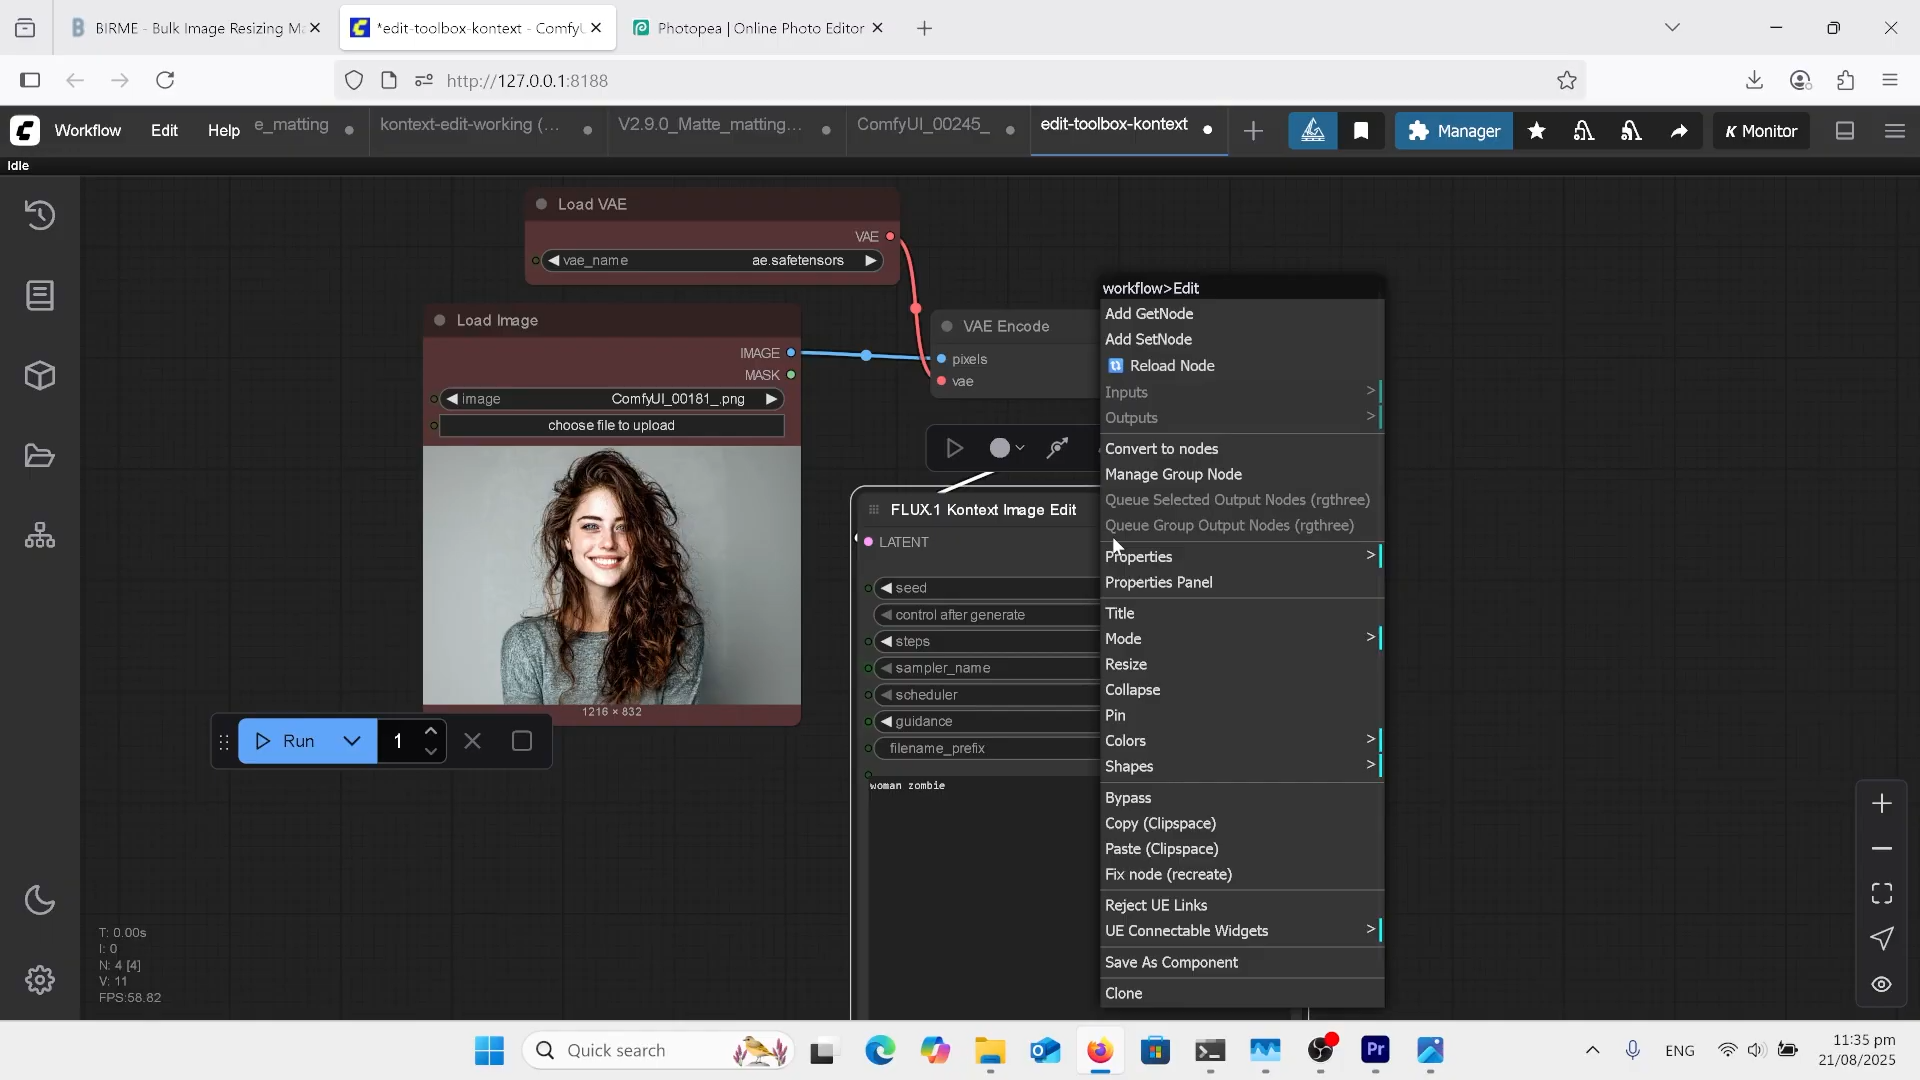 BIRME - Bulk Image Resizing Ma
*edit-toolbox-kontext - ComfyU
Photopea | Online Photo Editor
http://127.0.0.1:8188
Workflow
Edit
Help
e_matting
kontext-edit-working (...
V2.9.0_Matte_matting...
ComfyUI_00245_
edit-toolbox-kontext
Manager
K Monitor
Idle
Load VAE
VAE
vae_name
ae.safetensors
Load Image
IMAGE
MASK
image
ComfyUI_00181_.png
choose file to upload
1216 × 832
VAE Encode
pixels
vae
FLUX.1 Kontext Image Edit
LATENT
seed
control after generate
steps
sampler_name
scheduler
guidance
filename_prefix
woman zombie
workflow>Edit
Add GetNode
Add SetNode
Reload Node
Inputs >
Outputs >
Convert to nodes
Manage Group Node
Queue Selected Output Nodes (rgthree)
Queue Group Output Nodes (rgthree)
Properties >
Properties Panel
Title
Mode >
Resize
Collapse
Pin
Colors >
Shapes >
Bypass
Copy (Clipspace)
Paste (Clipspace)
Fix node (recreate)
Reject UE Links
UE Connectable Widgets >
Save As Component
Clone
Run
1
T: 0.00s
I: 0
N: 4 [4]
V: 11
FPS:58.82
Quick search
Pr
ENG
11:35 pm
21/08/2025